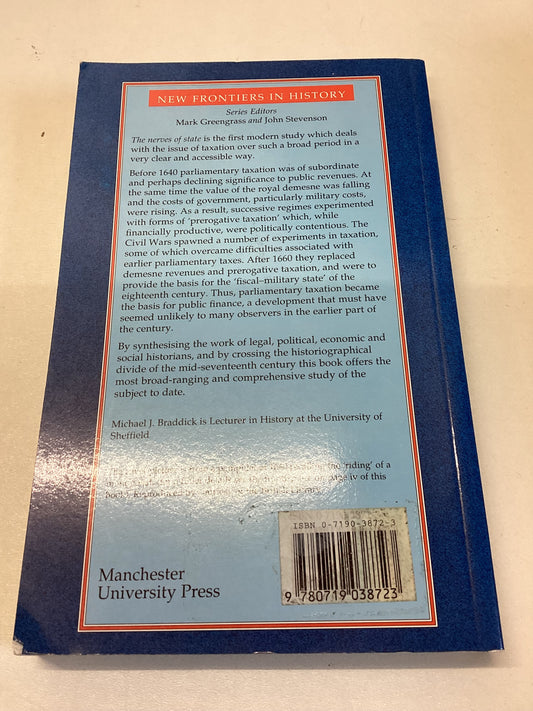 NEW FRONTIERS IN HISTORY
Series Editors
Mark Greengrass and John Stevenson
The nerves of state is the first modern study which deals
with the issue of taxation over such a broad period in a
very clear and accessible way.
Before 1640 parliamentary taxation was of subordinate
and perhaps declining significance to public revenues. At
the same time the value of the royal demesne was falling
and the costs of government, particularly military costs,
were rising. As a result, successive regimes experimented
with forms of 'prerogative taxation' which, while
financially productive, were politically contentious. The
Civil Wars spawned a number of experiments in taxation,
some of which overcame difficulties associated with
earlier parliamentary taxes. After 1660 they replaced
demesne revenues and prerogative taxation, and were to
provide the basis for the 'fiscal–military state' of the
eighteenth century. Thus, parliamentary taxation became
the basis for public finance, a development that must have
seemed unlikely to many observers in the earlier part of
the century.
By synthesising the work of legal, political, economic and
social historians, and by crossing the historiographical
divide of the mid-seventeenth century this book offers the
most broad-ranging and comprehensive study of the
subject to date.
Michael J. Braddick is Lecturer in History at the University of
Sheffield
'riding' of a
iv of this
book
ISBN 0-7190-3872-3
9 780719 038723
Manchester
University Press